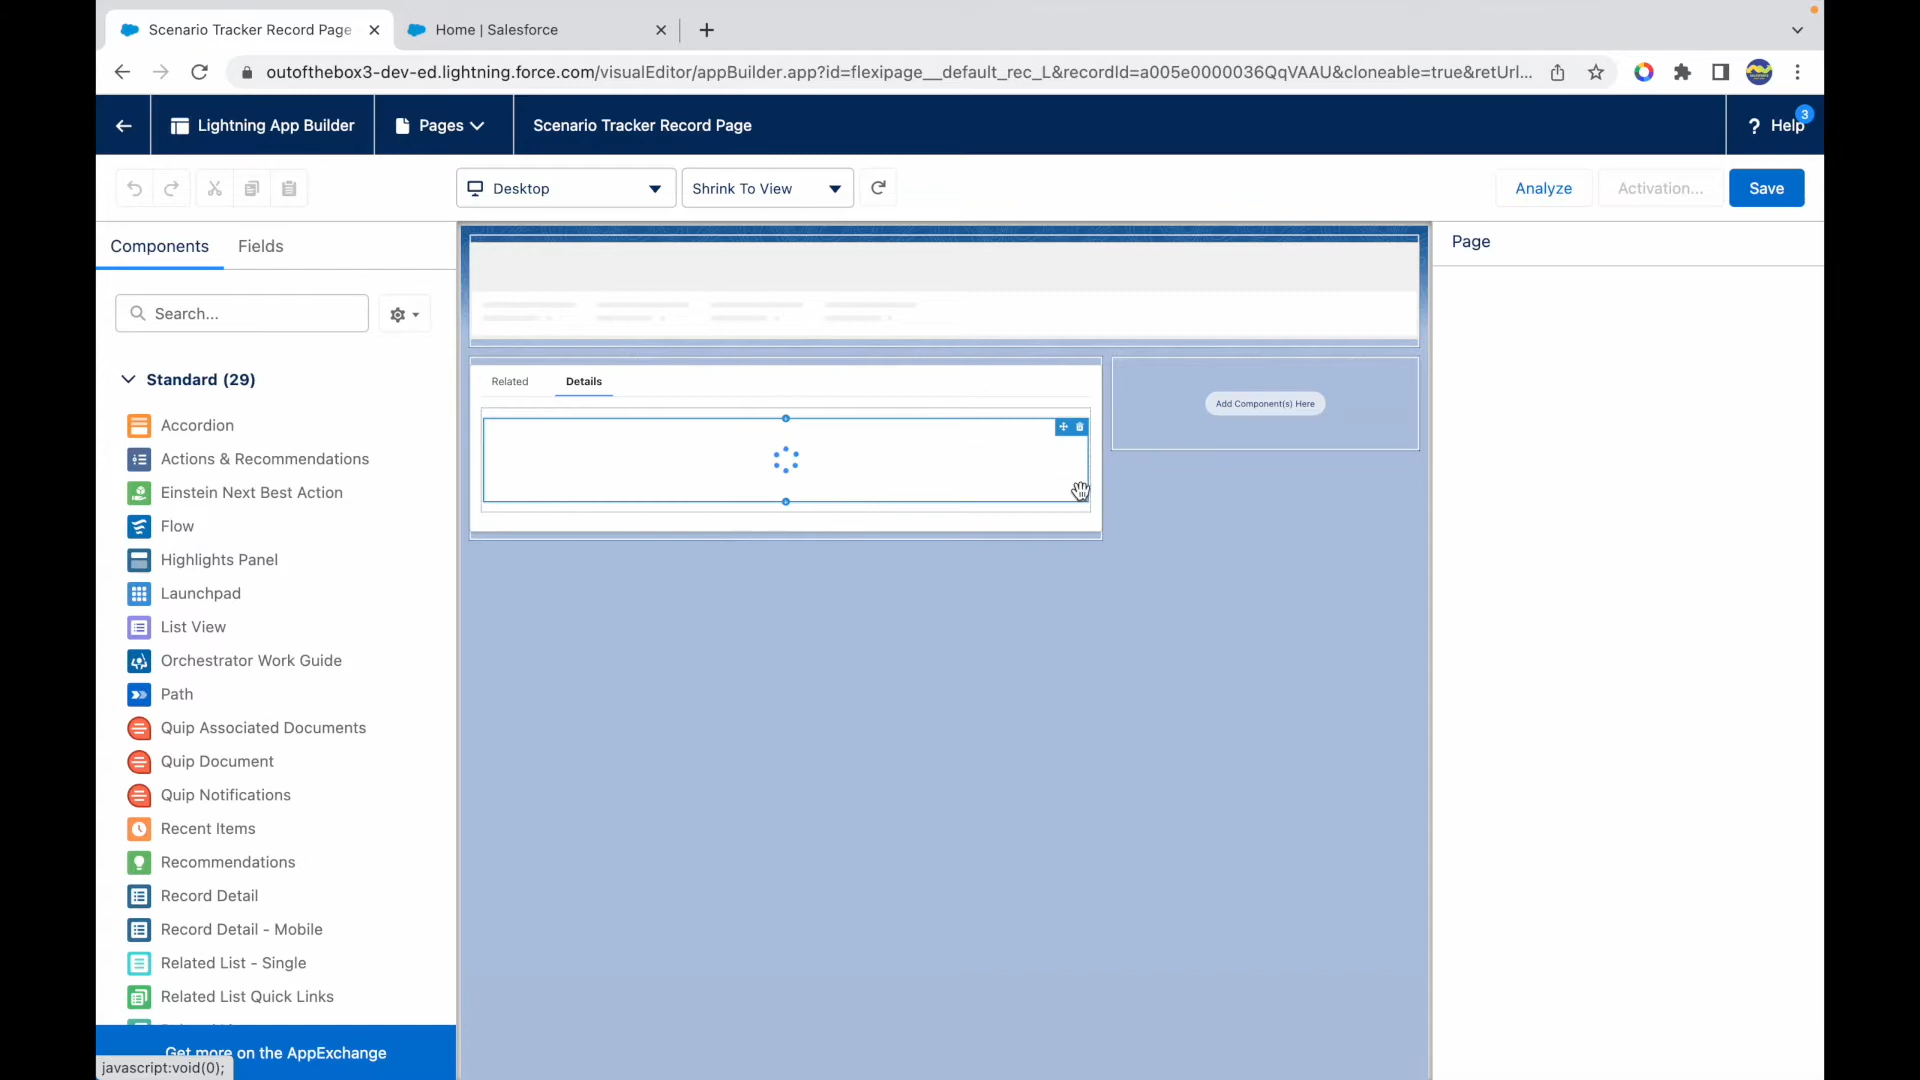 Scenario Tracker Record Page
Home | Salesforce
outofthebox3-dev-ed.lightning.force.com/visualEditor/appBuilder.app?id=flexipage__default_rec_L&recordId=a005e0000036QqVAAU&cloneable=true&retUrl...
Lightning App Builder
Pages
Scenario Tracker Record Page
? Help
3
Desktop
Shrink To View
Analyze
Activation...
Save
Components
Fields
Page
Search...
Standard (29)
Accordion
Actions & Recommendations
Einstein Next Best Action
Flow
Highlights Panel
Launchpad
List View
Orchestrator Work Guide
Path
Quip Associated Documents
Quip Document
Quip Notifications
Recent Items
Recommendations
Record Detail
Record Detail - Mobile
Related List - Single
Related List Quick Links
Get more on the AppExchange
javascript:void(0);
Related
Details
Add Component(s) Here